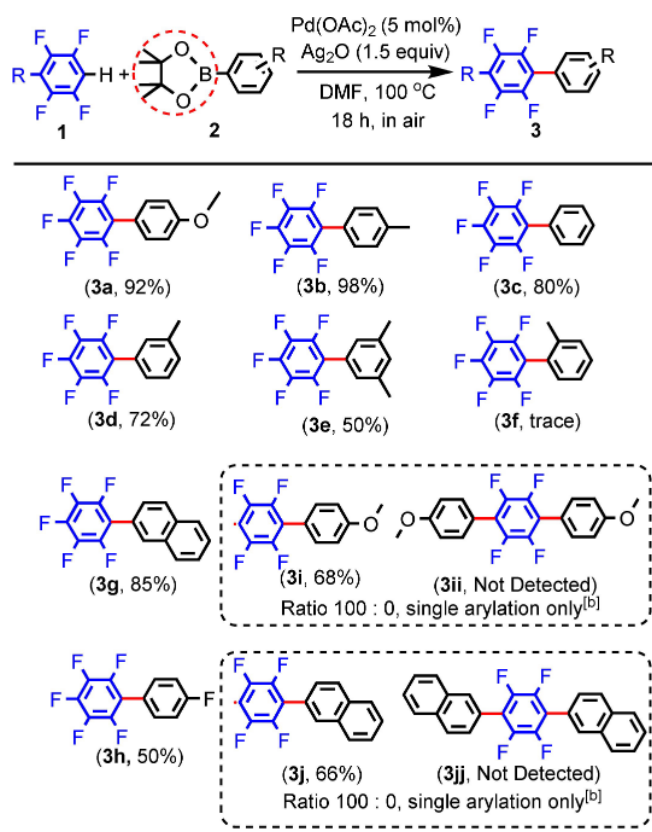 Pd(OAc)2 (5 mol%)
Ag2O (1.5 equiv)
DMF, 100 °C
18 h, in air
F F R H F F + O B O R
R F F F F R
1 2 3
F F F F F O
(3a, 92%)
F F F F F
(3b, 98%)
F F F F F
(3c, 80%)
F F F F F
(3d, 72%)
F F F F F
(3e, 50%)
F F F F F
(3f, trace)
F F F F F
(3g, 85%)
F F F F O
(3i, 68%)
O F F F F O
(3ii, Not Detected)
Ratio 100 : 0, single arylation only[b]
F F F F F F
(3h, 50%)
F F F F
(3j, 66%)
F F F F
(3jj, Not Detected)
Ratio 100 : 0, single arylation only[b]